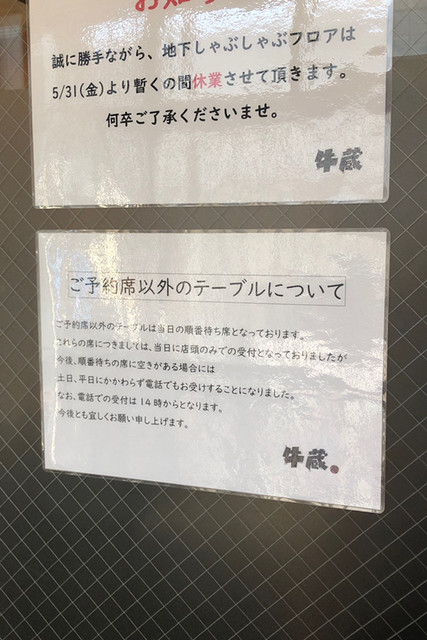 お知らせ
誠に勝手ながら、地下しゃぶしゃぶフロアは
5/31(金)より暫くの間休業させて頂きます。
何卒ご了承くださいませ。
牛蔵
ご予約席以外のテーブルについて
ご予約席以外のテーブルは当日の順番待ち席となっております。
これらの席につきましては、当日に店頭のみでの受付となっておりましたが
今後、順番待ちの席に空きがある場合には
土日、平日にかかわらず電話でもお受けすることになりました。
なお、電話での受付は14時からとなります。
今後とも宜しくお願い申し上げます。
牛蔵